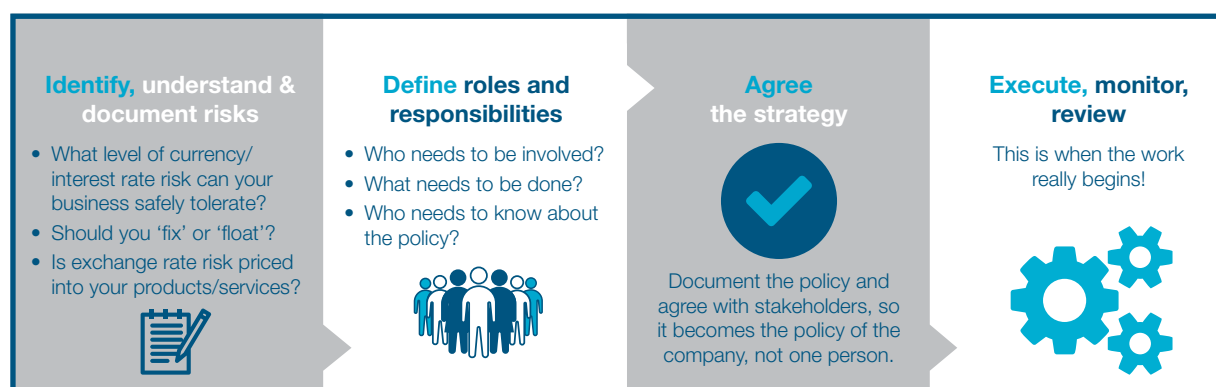 Identify, understand &
document risks
• What level of currency/
interest rate risk can your
business safely tolerate?
• Should you ‘fix’ or ‘float’?
• Is exchange rate risk priced
into your products/services?
Define roles and
responsibilities
• Who needs to be involved?
• What needs to be done?
• Who needs to know about
the policy?
Agree
the strategy
Document the policy and
agree with stakeholders, so
it becomes the policy of the
company, not one person.
Execute, monitor,
review
This is when the work
really begins!